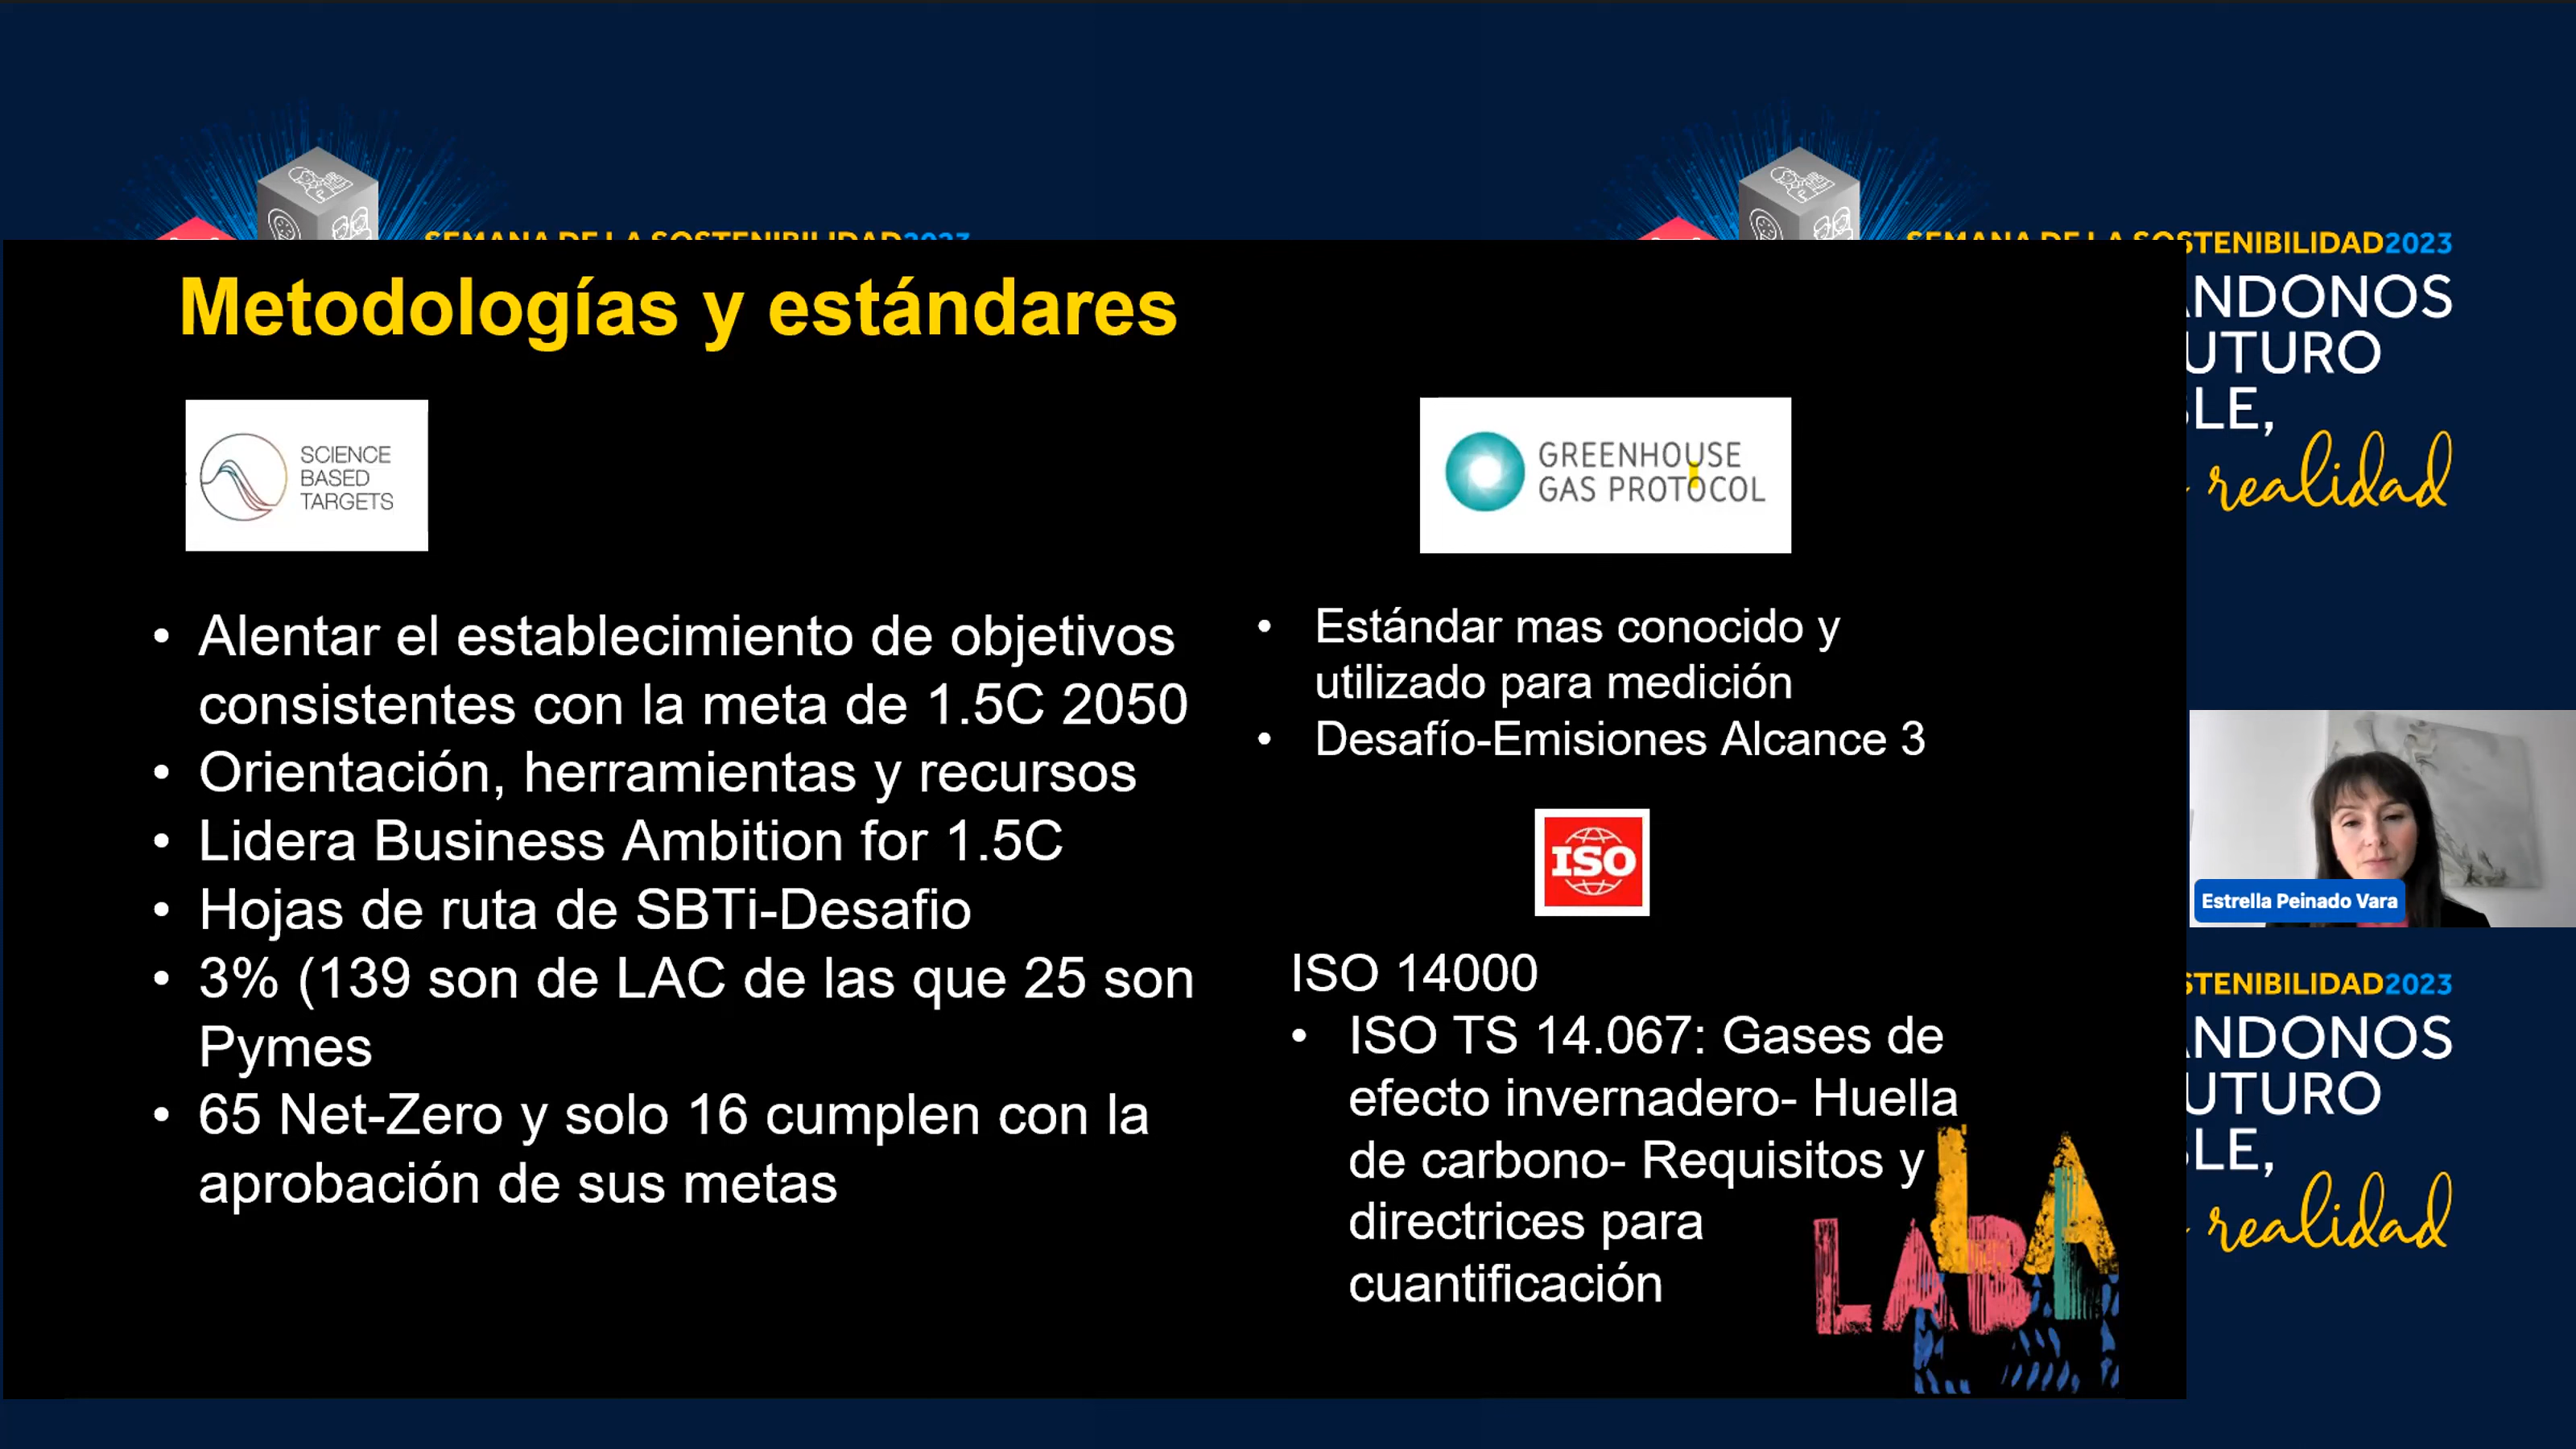 SEMANA DE LA SOSTENIBILIDAD2023
SEMANA DE LA SOSTENIBILIDAD2023
NDONOS
UTURO
LE,
realidad
Metodologías y estándares
SCIENCE
BASED
TARGETS
Alentar el establecimiento de objetivos
consistentes con la meta de 1.5C 2050
Orientación, herramientas y recursos
Lidera Business Ambition for 1.5C
Hojas de ruta de SBTi-Desafio
3% (139 son de LAC de las que 25 son
Pymes
65 Net-Zero y solo 16 cumplen con la
aprobación de sus metas
GREENHOUSE
GAS PROTOCOL
Estándar mas conocido y
utilizado para medición
Desafío-Emisiones Alcance 3
ISO
ISO 14000
ISO TS 14.067: Gases de
efecto invernadero- Huella
de carbono- Requisitos y
directrices para
cuantificación
LA
LAB
Estrella Peinado Vara
STENIBILIDAD2023
NDONOS
UTURO
LE,
realidad